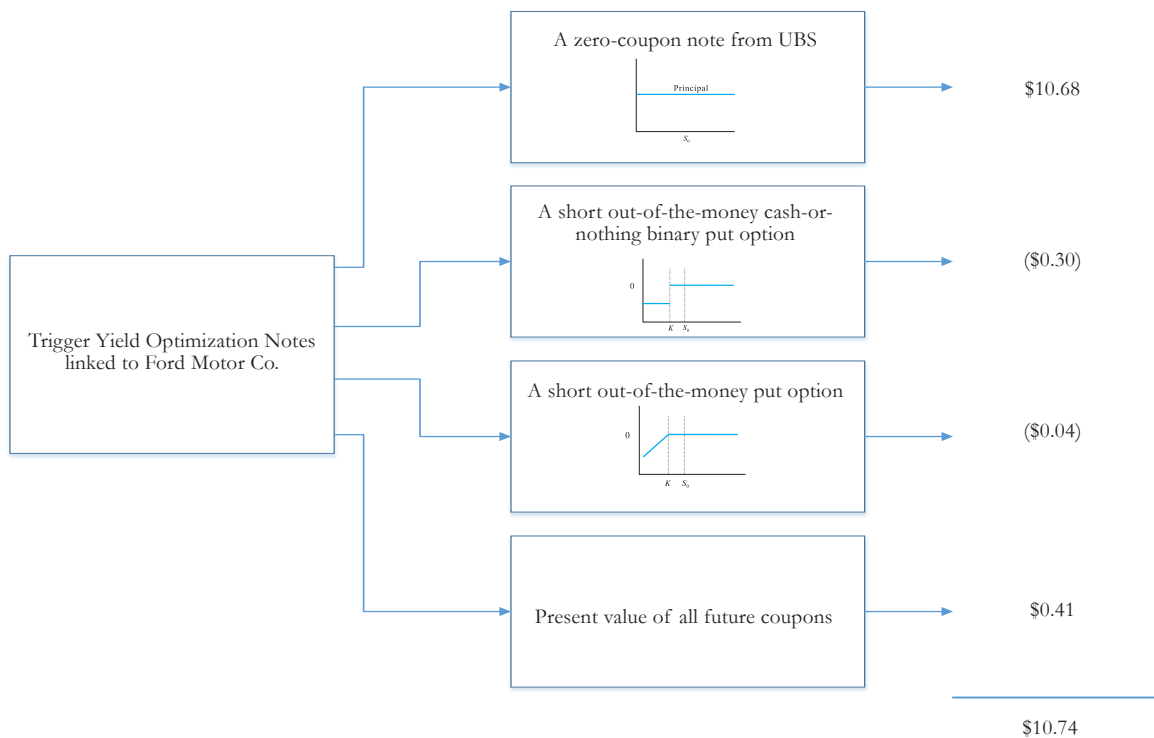 A zero-coupon note from UBS
Principal
S₀
$10.68
A short out-of-the-money cash-or-
nothing binary put option
0
K S₀
($0.30)
Trigger Yield Optimization Notes
linked to Ford Motor Co.
A short out-of-the-money put option
0
K S₀
($0.04)
Present value of all future coupons
$0.41
$10.74